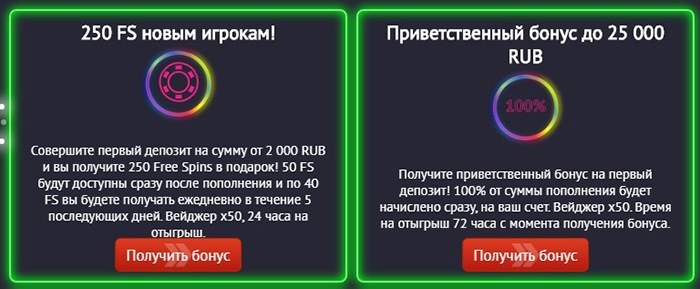 250 FS новым игрокам!
Совершите первый депозит на сумму от 2 000 RUB
и вы получите 250 Free Spins в подарок! 50 FS
будут доступны сразу после пополнения и по 40
FS вы будете получать ежедневно в течение 5
последующих дней. Вейджер x50, 24 часа на
отыгрыш.
Получить бонус
Приветственный бонус до 25 000
RUB
100%
Получите приветственный бонус на первый
депозит! 100% от суммы пополнения будет
начислено сразу, на ваш счет. Вейджер x50. Время
на отыгрыш 72 часа с момента получения бонуса.
Получить бонус